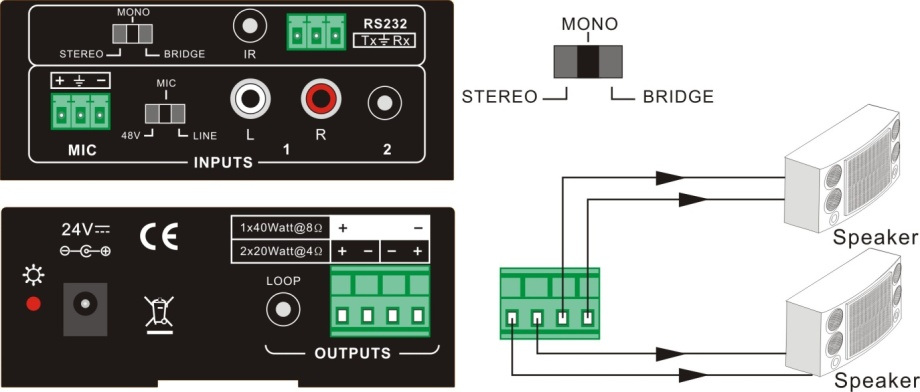 MONO
STEREO BRIDGE
IR
RS232
Tx Rx
+ -
MIC
MIC
48V LINE
L R
1 2
INPUTS
24V
CE
1x40Watt@8Ω + -
2x20Watt@4Ω + - - +
LOOP
OUTPUTS
MONO
STEREO BRIDGE
Speaker
Speaker